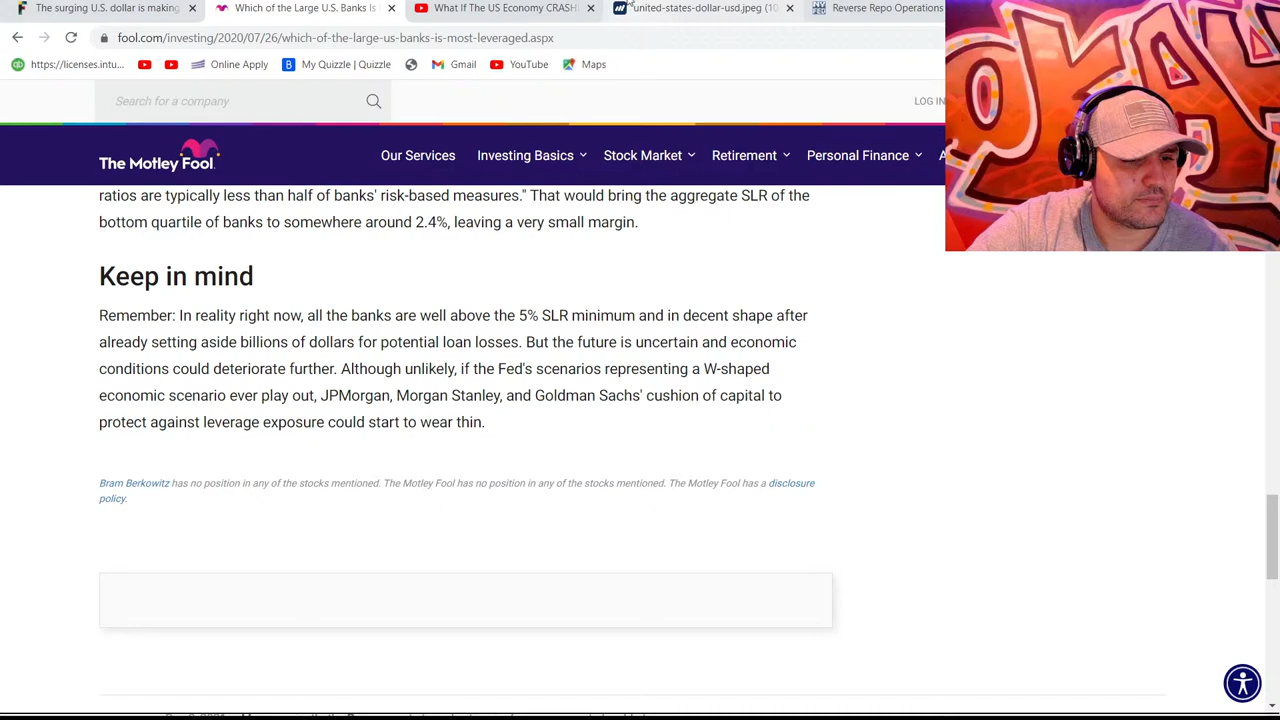 The surging U.S. dollar is making
Which of the Large U.S. Banks Is
What If The US Economy CRASH
united-states-dollar-usd.jpeg (10
Reverse Repo Operations
fool.com/investing/2020/07/26/which-of-the-large-us-banks-is-most-leveraged.aspx
https://licenses.intu...
Online Apply
My Quizzle | Quizzle
Gmail
YouTube
Maps
Search for a company
LOG IN
The Motley Fool.
Our Services
Investing Basics
Stock Market
Retirement
Personal Finance
A
ratios are typically less than half of banks' risk-based measures." That would bring the aggregate SLR of the
bottom quartile of banks to somewhere around 2.4%, leaving a very small margin.
Keep in mind
Remember: In reality right now, all the banks are well above the 5% SLR minimum and in decent shape after
already setting aside billions of dollars for potential loan losses. But the future is uncertain and economic
conditions could deteriorate further. Although unlikely, if the Fed's scenarios representing a W-shaped
economic scenario ever play out, JPMorgan, Morgan Stanley, and Goldman Sachs' cushion of capital to
protect against leverage exposure could start to wear thin.
Bram Berkowitz has no position in any of the stocks mentioned. The Motley Fool has no position in any of the stocks mentioned. The Motley Fool has a disclosure
policy.